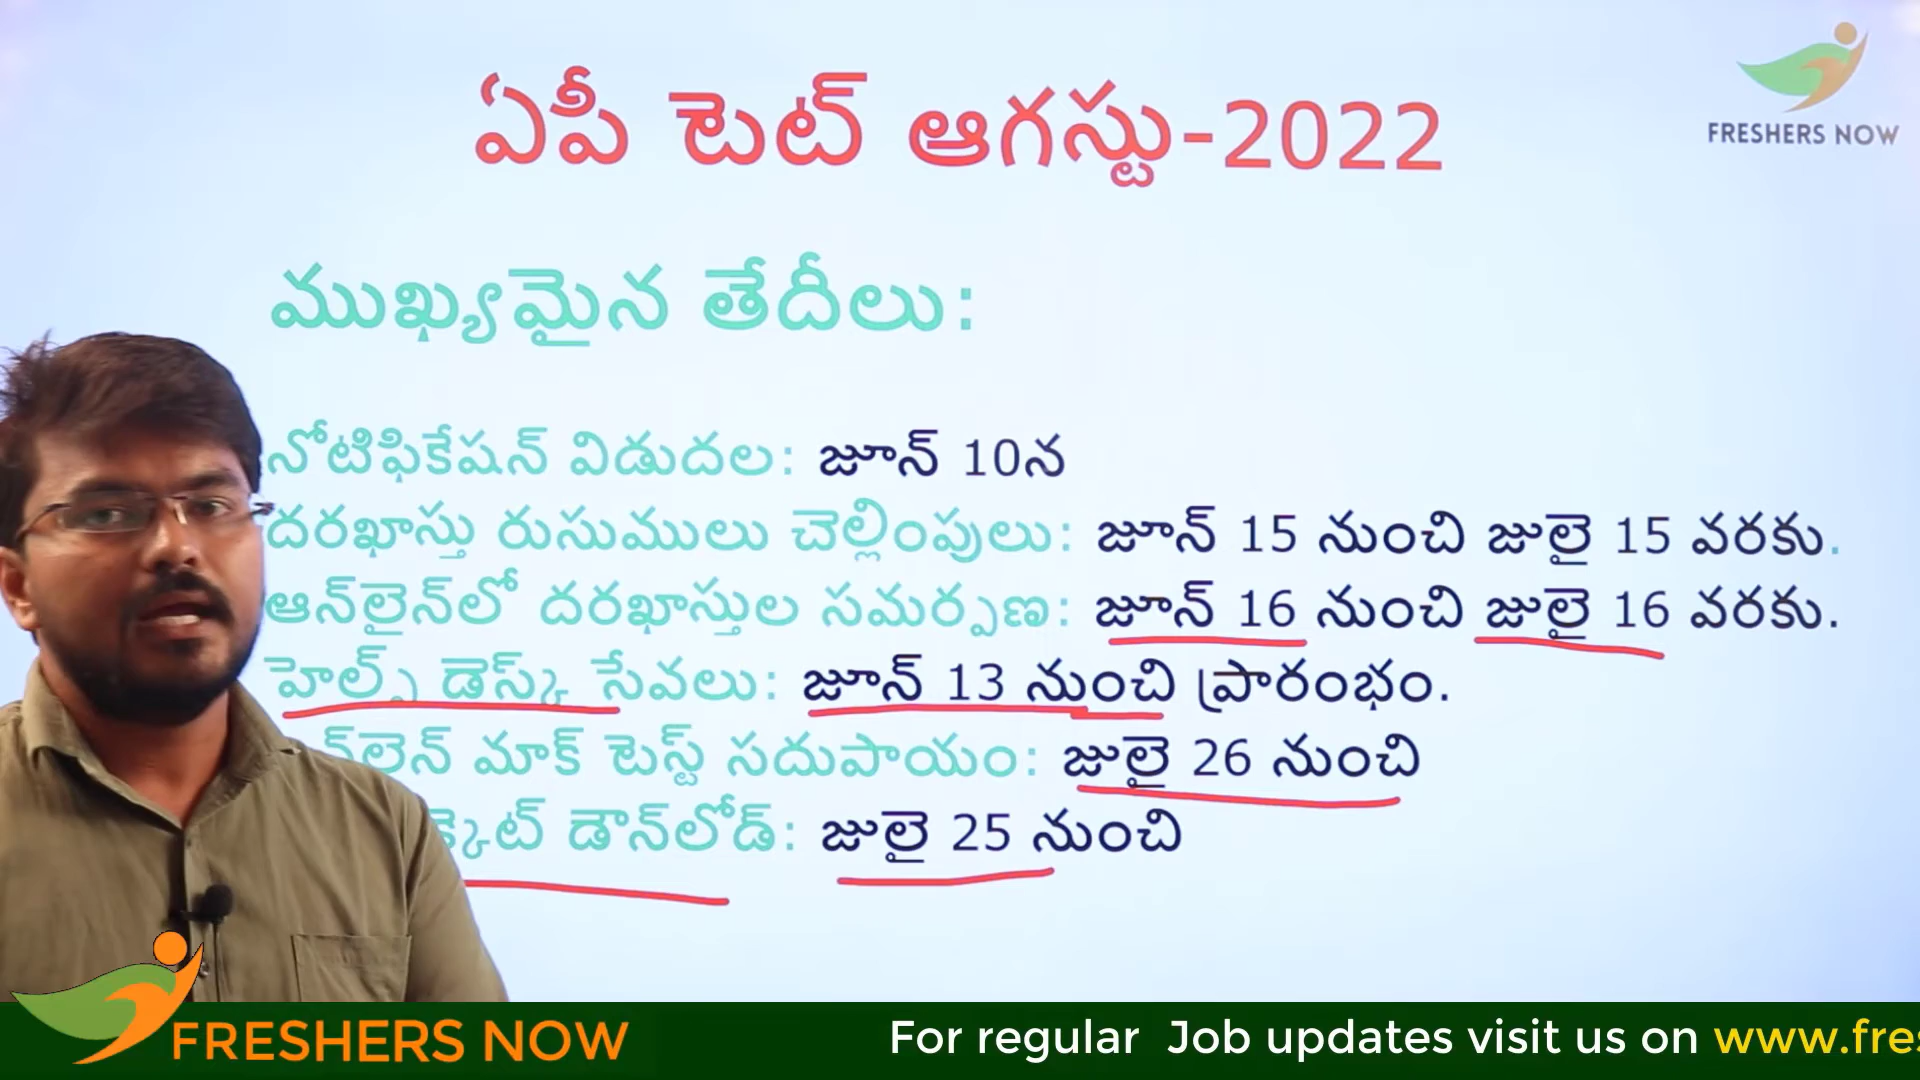 ఏపీ టెట్ ఆగస్టు-2022
FRESHERS NOW
ముఖ్యమైన తేదీలు:
నోటిఫికేషన్ విడుదల: జూన్ 10న
దరఖాస్తు రుసుములు చెల్లింపులు: జూన్ 15 నుంచి జులై 15 వరకు.
ఆన్‌లైన్‌లో దరఖాస్తుల సమర్పణ: జూన్ 16 నుంచి జులై 16 వరకు.
హెల్ప్ డెస్క్ సేవలు: జూన్ 13 నుంచి ప్రారంభం.
మాక్ టెస్ట్ సదుపాయం: జులై 26 నుంచి
డౌన్‌లోడ్: జులై 25 నుంచి
FRESHERS NOW
For regular Job updates visit us on